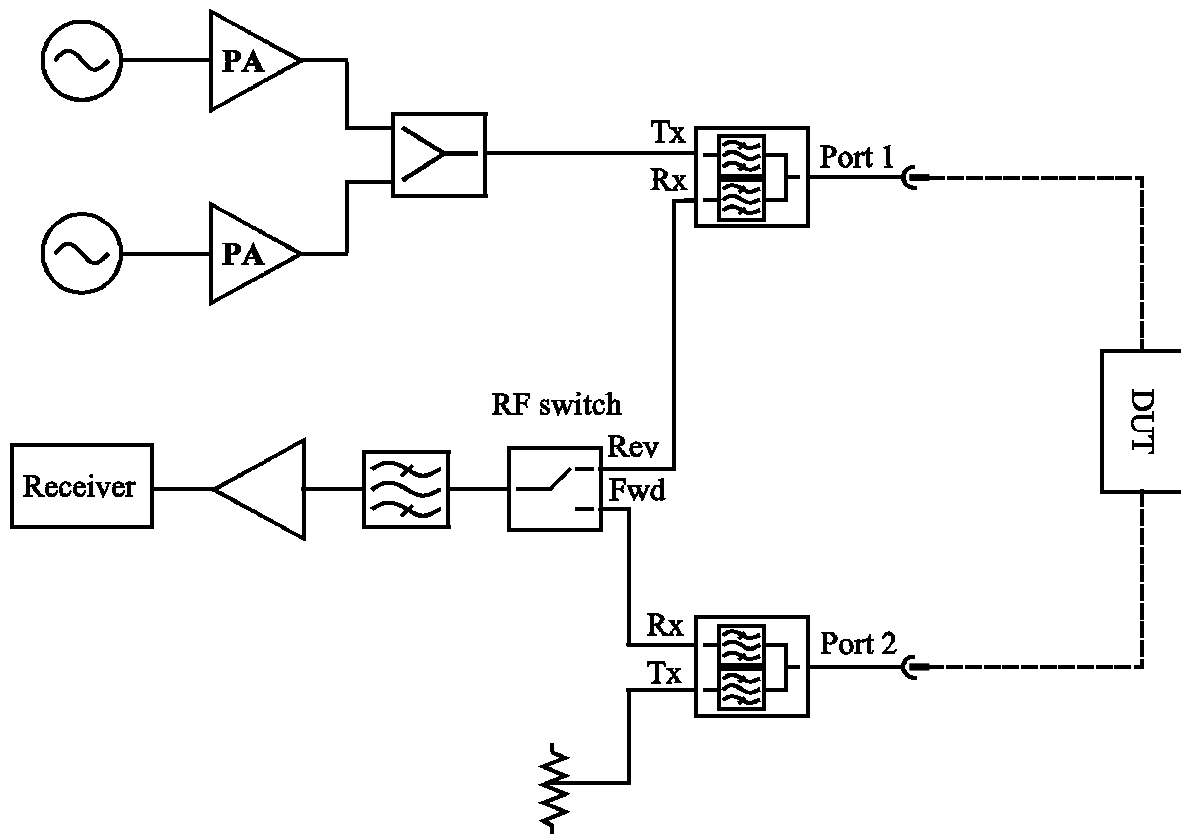 PA
Tx
Port 1
Rx
PA
DUT
RF switch
Rev
Receiver
Fwd
Rx
Port 2
Tx